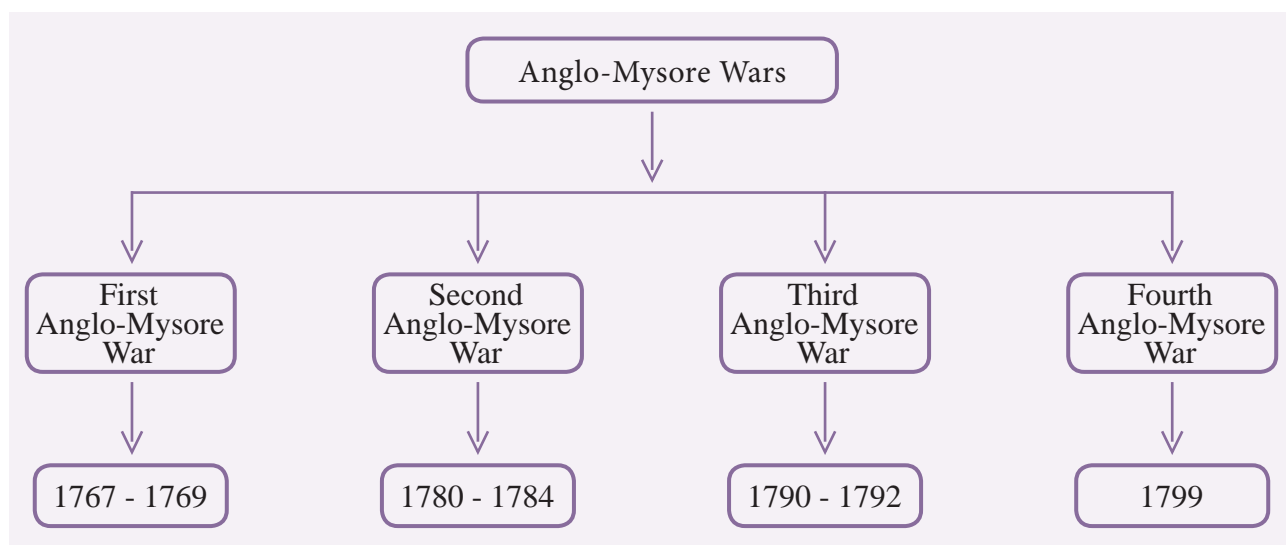 Anglo-Mysore Wars
First
Anglo-Mysore
War
Second
Anglo-Mysore
War
Third
Anglo-Mysore
War
Fourth
Anglo-Mysore
War
1767 - 1769
1780 - 1784
1790 - 1792
1799